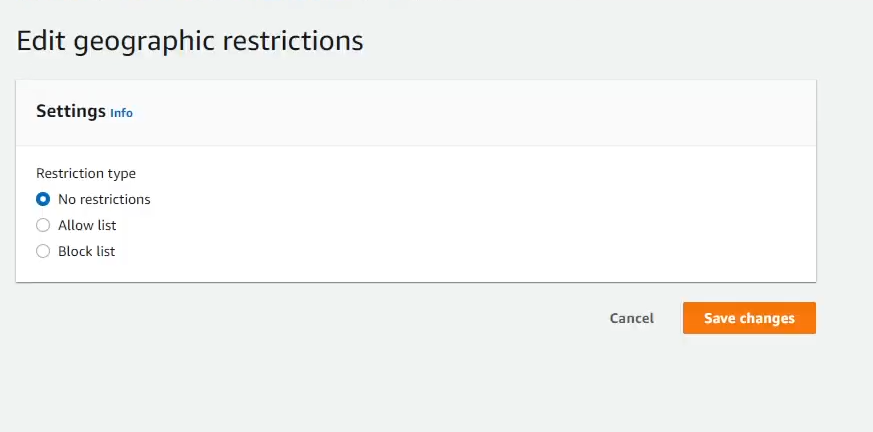 Edit geographic restrictions
Settings Info
Restriction type
No restrictions
Allow list
Block list
Cancel
Save changes